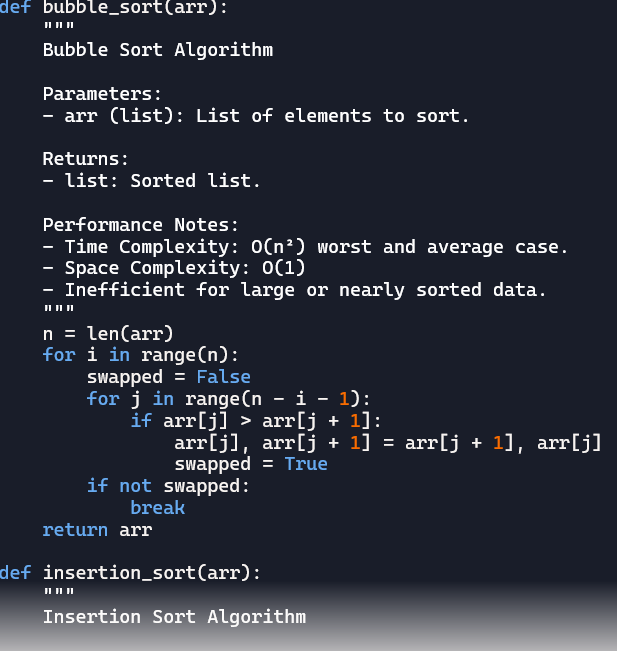 def bubble_sort(arr):
    """
    Bubble Sort Algorithm

    Parameters:
    - arr (list): List of elements to sort.

    Returns:
    - list: Sorted list.

    Performance Notes:
    - Time Complexity: O(n²) worst and average case.
    - Space Complexity: O(1)
    - Inefficient for large or nearly sorted data.
    """
    n = len(arr)
    for i in range(n):
        swapped = False
        for j in range(n - i - 1):
            if arr[j] > arr[j + 1]:
                arr[j], arr[j + 1] = arr[j + 1], arr[j]
                swapped = True
        if not swapped:
            break
    return arr

def insertion_sort(arr):
    """
    Insertion Sort Algorithm